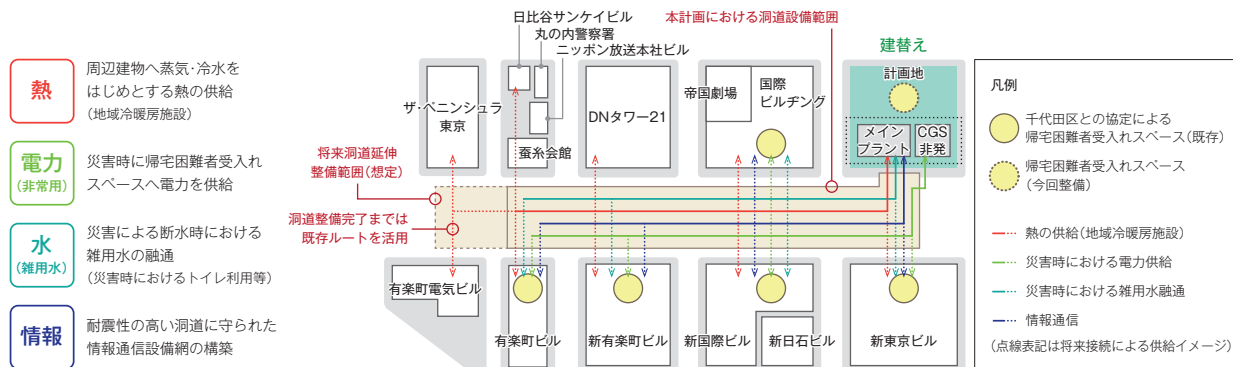 熱
周辺建物へ蒸気・冷水を
はじめとする熱の供給
(地域冷暖房施設)
電力
(非常用)
災害時に帰宅困難者受入れ
スペースへ電力を供給
水
(雑用水)
災害による断水時における
雑用水の融通
(災害時におけるトイレ利用等)
情報
耐震性の高い洞道に守られた
情報通信設備網の構築
日比谷サンケイビル
丸の内警察署
ニッポン放送本社ビル
本計画における洞道設備範囲
建替え
ザ・ペニンシュラ
東京
蚕糸会館
DNタワー21
帝国劇場
国際
ビルヂング
計画地
メイン
プラント
CGS
非発
将来洞道延伸
整備範囲(想定)
洞道整備完了までは
既存ルートを活用
有楽町電気ビル
有楽町ビル
新有楽町ビル
新国際ビル
新日石ビル
新東京ビル
凡例
千代田区との協定による
帰宅困難者受入れスペース(既存)
帰宅困難者受入れスペース
(今回整備)
熱の供給(地域冷暖房施設)
災害時における電力供給
災害時における雑用水融通
情報通信
(点線表記は将来接続による供給イメージ)